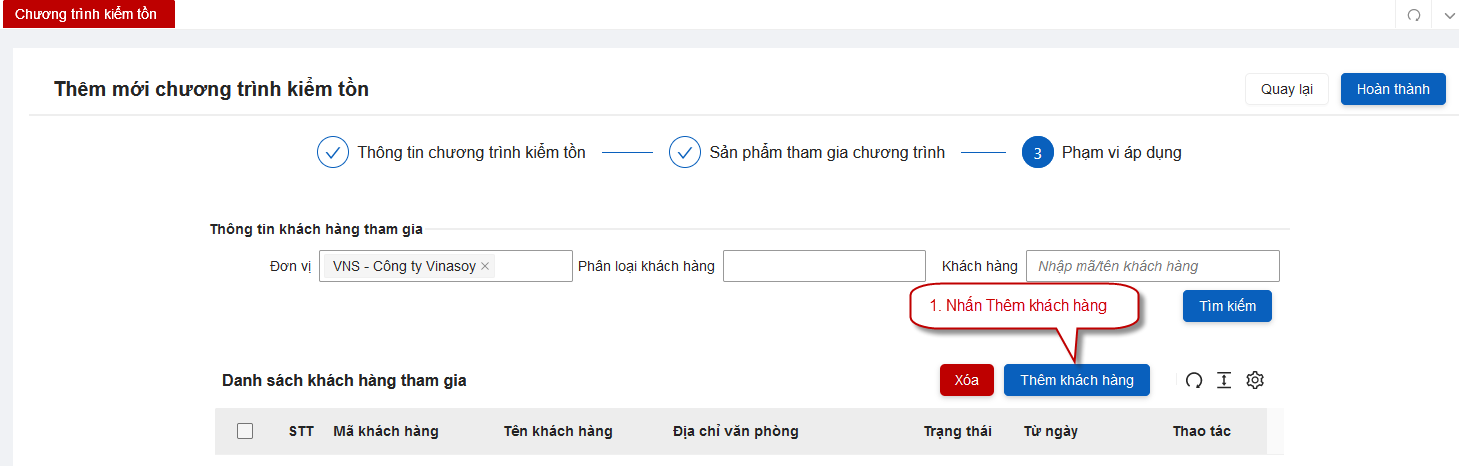 Chương trình kiểm tồn
Thêm mới chương trình kiểm tồn
Quay lại
Hoàn thành
Thông tin chương trình kiểm tồn
Sản phẩm tham gia chương trình
3 Phạm vi áp dụng
Thông tin khách hàng tham gia
Đơn vị VNS - Công ty Vinasoy Phân loại khách hàng Khách hàng Nhập mã/tên khách hàng
1. Nhấn Thêm khách hàng
Tìm kiếm
Danh sách khách hàng tham gia
Xóa
Thêm khách hàng
STT Mã khách hàng Tên khách hàng Địa chỉ văn phòng Trạng thái Từ ngày Thao tác